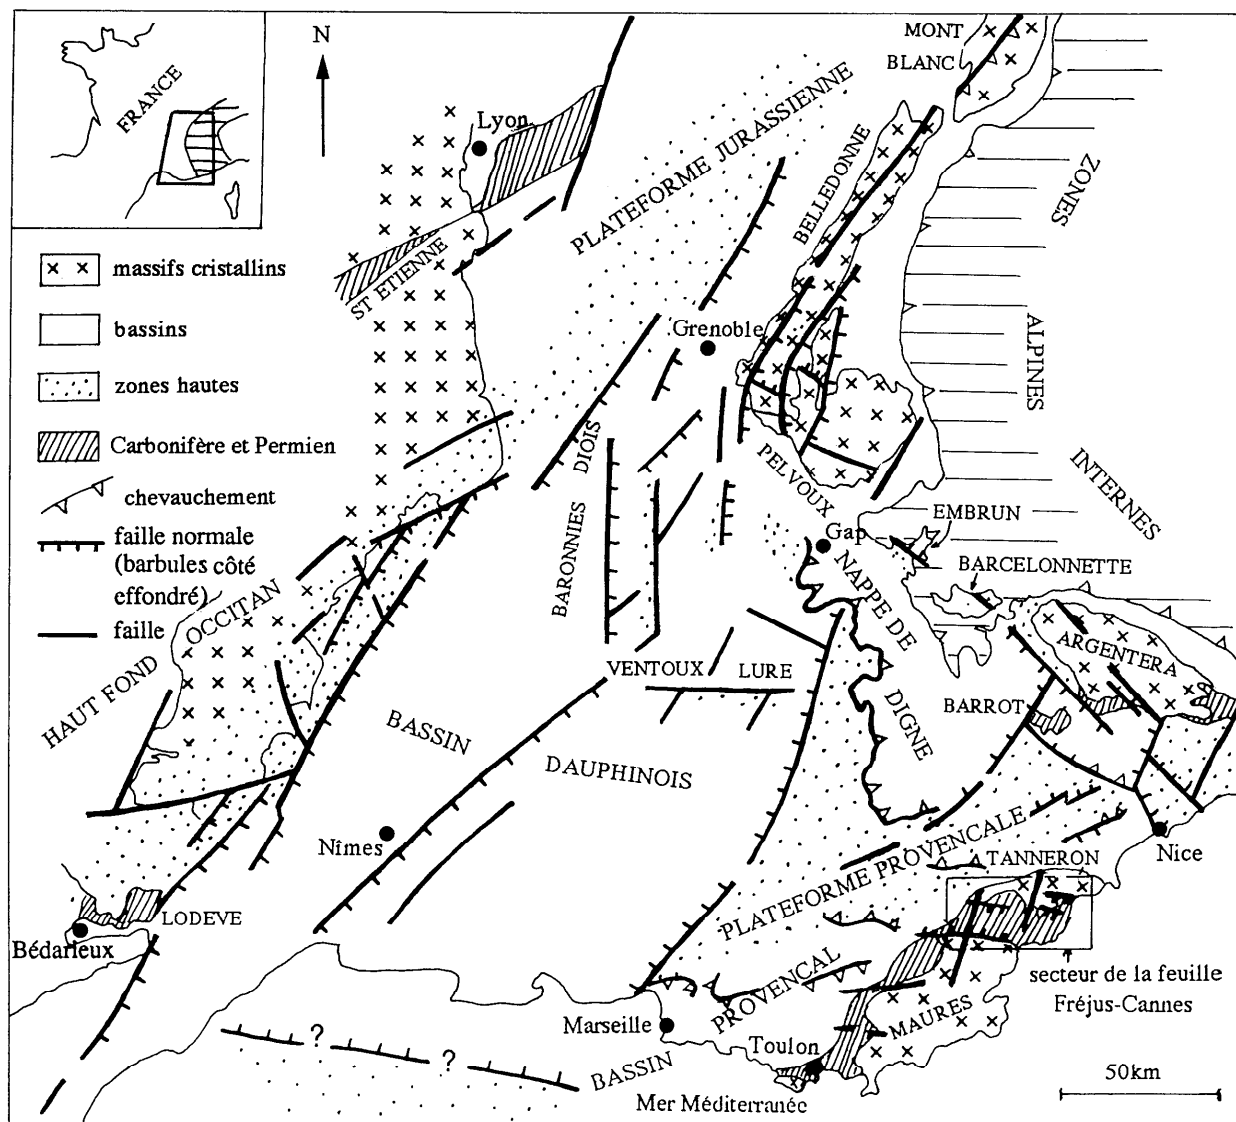 FRANCE
N
MONT
BLANC
Lyon
PLATEFORME JURASSIENNE
BELLEDONNE
ZONES
ALPINES
INTERNES
ST ETIENNE
massifs cristallins
bassins
zones hautes
Carbonifère et Permien
chevauchement
faille normale
(barbules côté
effondré)
faille
Grenoble
DIOIS
BARONNIES
PELVOUX
EMBRUN
Gap
BARCELONNETTE
NAPPE DE
DIGNE
ARGENTERA
HAUT FOND OCCITAN
VENTOUX
LURE
BARROT
BASSIN
DAUPHINOIS
Nîmes
Nice
PLATEFORME PROVENCALE
TANNERON
LODEVE
Bédarieux
secteur de la feuille
Fréjus-Cannes
Marseille
BASSIN PROVENCAL
MAURES
Toulon
Mer Méditerranée
50km
?
?